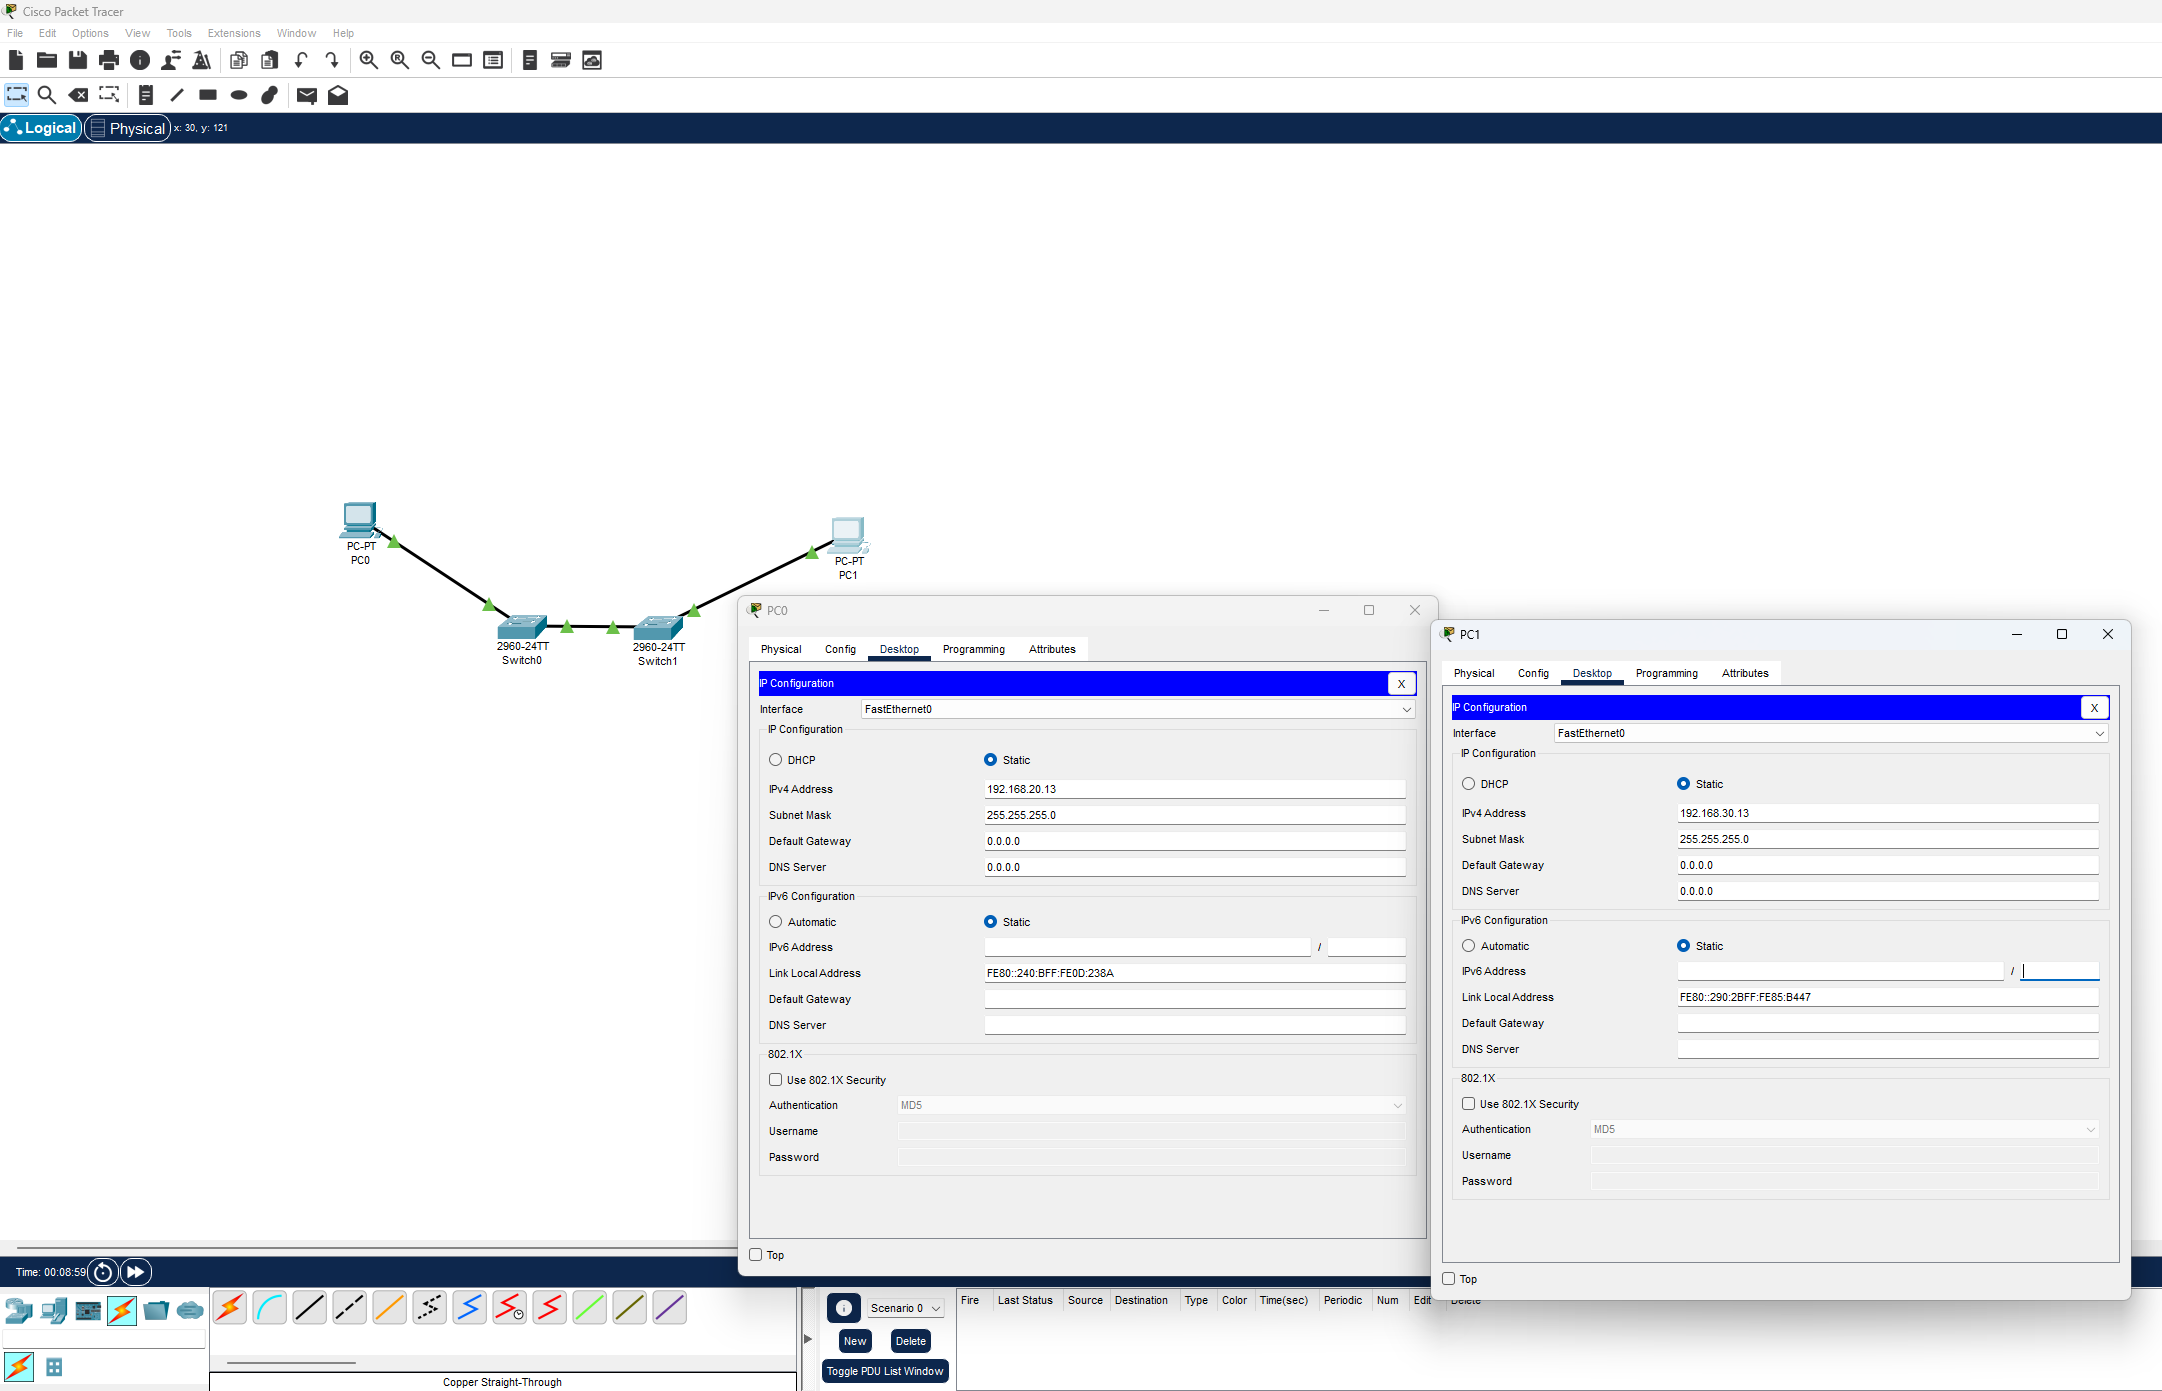 Cisco Packet Tracer
File Edit Options View Tools Extensions Window Help
Logical Physical x: 30, y: 121
PC-PT
PC0
PC-PT
PC1
2960-24TT
Switch0
2960-24TT
Switch1
PC0
Physical Config Desktop Programming Attributes
IP Configuration X
Interface FastEthernet0
IP Configuration
DHCP Static
IPv4 Address 192.168.20.13
Subnet Mask 255.255.255.0
Default Gateway 0.0.0.0
DNS Server 0.0.0.0
IPv6 Configuration
Automatic Static
IPv6 Address /
Link Local Address FE80::240:BFF:FE0D:238A
Default Gateway
DNS Server
802.1X
Use 802.1X Security
Authentication MD5
Username
Password
Top
PC1
Physical Config Desktop Programming Attributes
IP Configuration X
Interface FastEthernet0
IP Configuration
DHCP Static
IPv4 Address 192.168.30.13
Subnet Mask 255.255.255.0
Default Gateway 0.0.0.0
DNS Server 0.0.0.0
IPv6 Configuration
Automatic Static
IPv6 Address /
Link Local Address FE80::290:2BFF:FE85:B447
Default Gateway
DNS Server
802.1X
Use 802.1X Security
Authentication MD5
Username
Password
Top
Time: 00:08:59
Copper Straight-Through
Scenario 0
New Delete
Toggle PDU List Window
Fire Last Status Source Destination Type Color Time(sec) Periodic Num Edit Delete